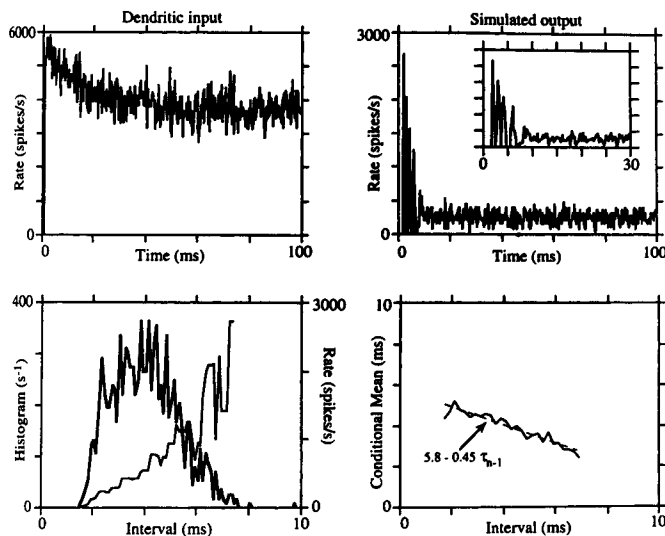 Dendritic input
6000
Rate (spikes/s)
0
0
100
Time (ms)
Simulated output
3000
Rate (spikes/s)
0
0
30
0
100
Time (ms)
400
Histogram (s⁻¹)
0
3000
Rate (spikes/s)
0
0
10
Interval (ms)
10
Conditional Mean (ms)
0
5.8 - 0.45 τn-1
0
10
Interval (ms)